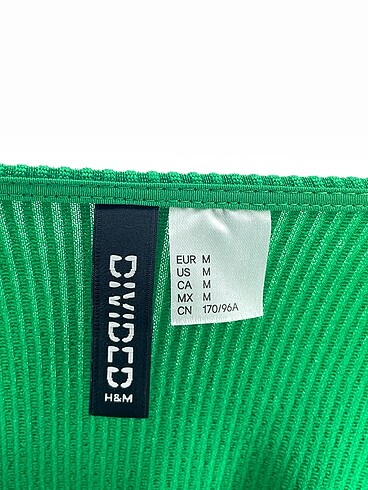 DIVIDED
H&M
EUR M
US M
CA M
MX M
CN 170/96A